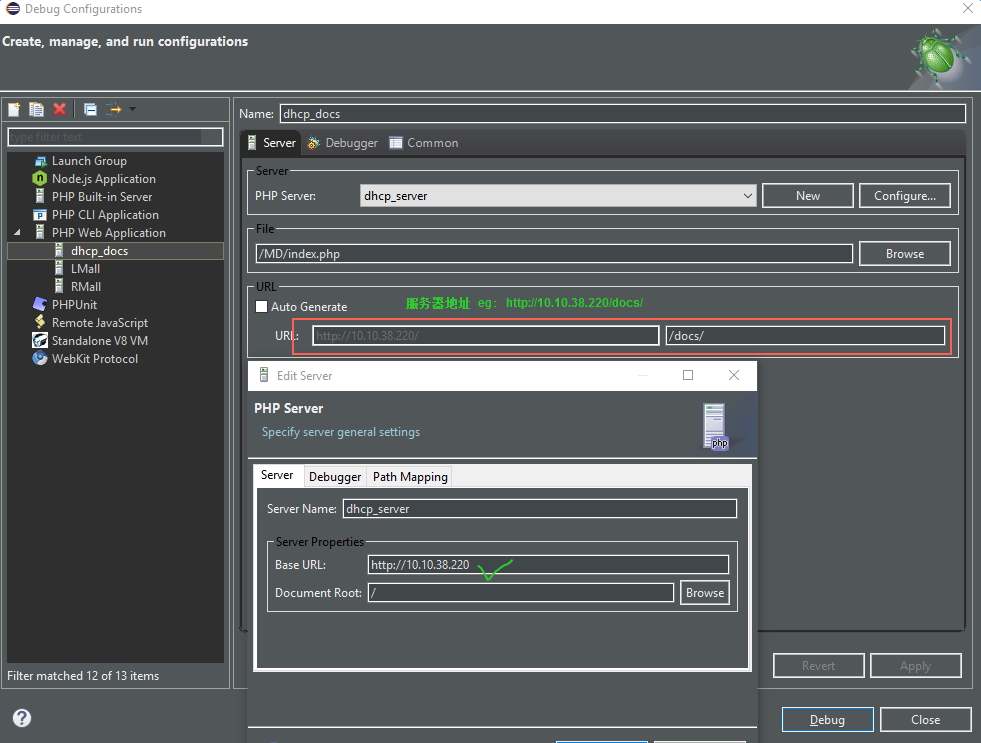 Debug Configurations
Create, manage, and run configurations
type filter text
Launch Group
Node.js Application
PHP Built-in Server
PHP CLI Application
PHP Web Application
dhcp_docs
LMall
RMall
PHPUnit
Remote JavaScript
Standalone V8 VM
WebKit Protocol
Filter matched 12 of 13 items
Name: dhcp_docs
Server Debugger Common
Server
PHP Server: dhcp_server New Configure...
File
/MD/index.php Browse
URL
Auto Generate 服务器地址 eg: http://10.10.38.220/docs/
URL: http://10.10.38.220/ /docs/
Edit Server
PHP Server
Specify server general settings
php
Server Debugger Path Mapping
Server Name: dhcp_server
Server Properties
Base URL: http://10.10.38.220
Document Root: / Browse
Revert Apply
Debug Close